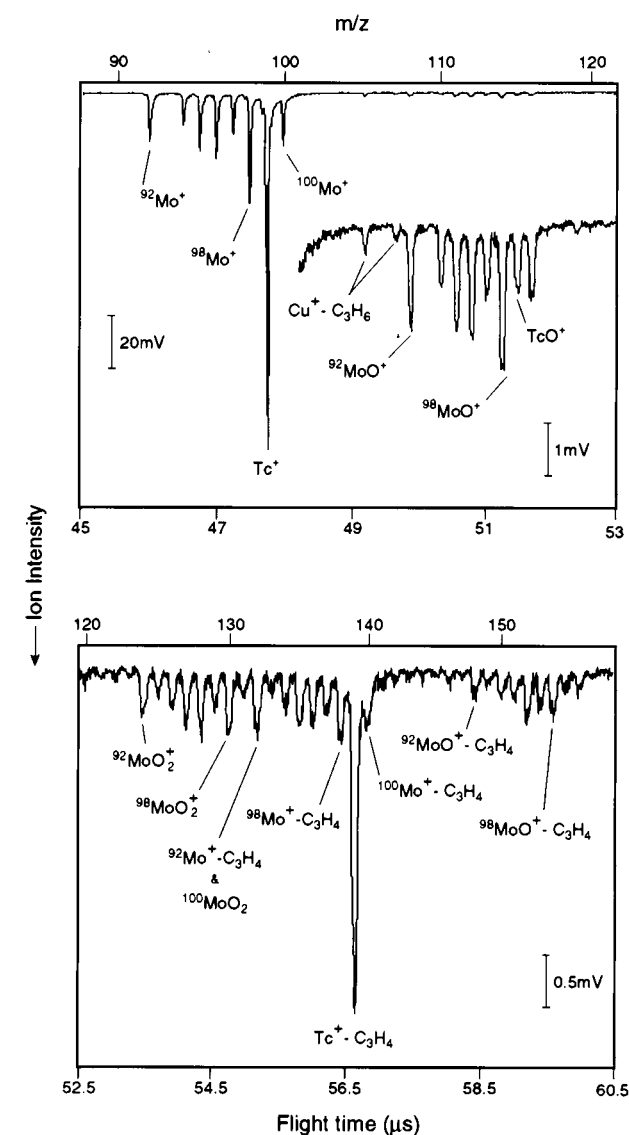 m/z
90 100 110 120
⁹²Mo⁺
¹⁰⁰Mo⁺
⁹⁸Mo⁺
Cu⁺- C₃H₆
TcO⁺
20mV
⁹²MoO⁺
⁹⁸MoO⁺
1mV
Tc⁺
45 47 49 51 53
← Ion Intensity
120 130 140 150
⁹²MoO₂⁺
⁹²MoO⁺- C₃H₄
¹⁰⁰Mo⁺- C₃H₄
⁹⁸MoO₂⁺
⁹⁸Mo⁺-C₃H₄
⁹⁸MoO⁺- C₃H₄
⁹²Mo⁺-C₃H₄
&
¹⁰⁰MoO₂
0.5mV
Tc⁺- C₃H₄
52.5 54.5 56.5 58.5 60.5
Flight time (μs)